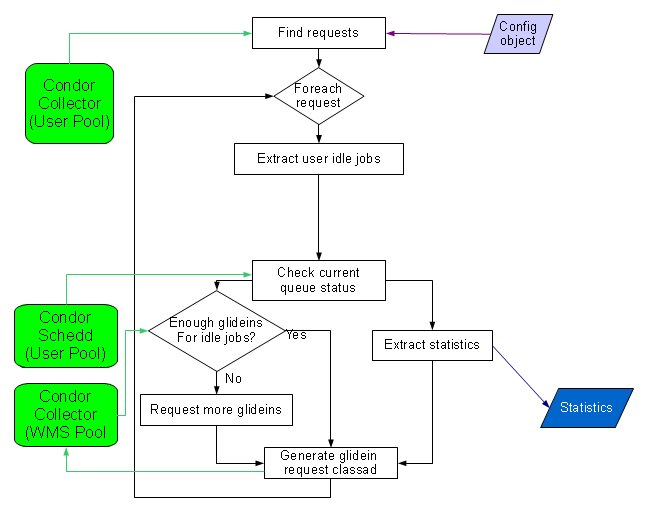 Find requests
Config
object
Condor
Collector
(User Pool)
Foreach
request
Extract user idle jobs
Check current
queue status
Condor
Schedd
(User Pool)
Enough glideins
For idle jobs?
Yes
Extract statistics
No
Condor
Collector
(WMS Pool
Request more glideins
Statistics
Generate glidein
request classad